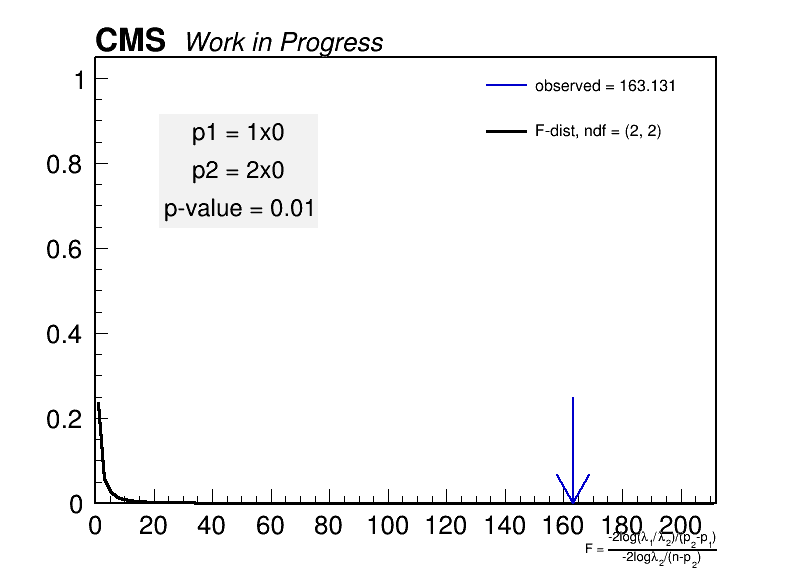 CMS Work in Progress
1
observed = 163.131
F-dist, ndf = (2, 2)
p1 = 1x0
p2 = 2x0
p-value = 0.01
0.8
0.6
0.4
0.2
0
0 20 40 60 80 100 120 140 160 180 200
F = -2log(λ₁/λ₂)/(p₂-p₁)
-2logλ₂/(n-p₂)